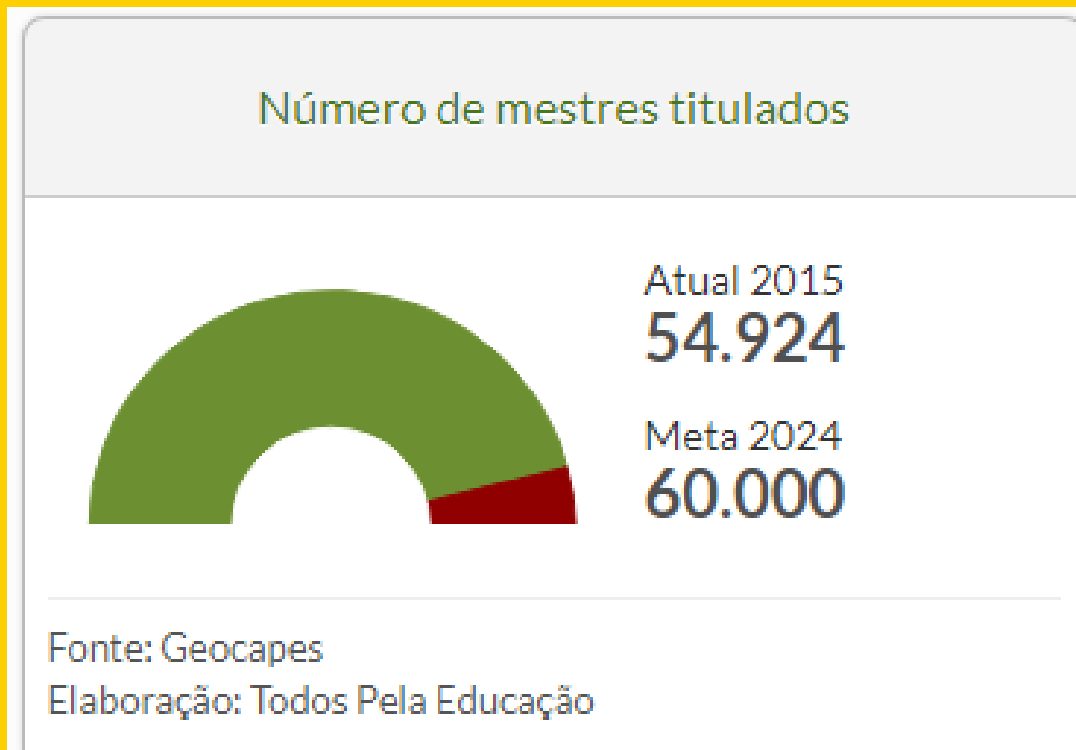 Número de mestres titulados
Atual 2015
54.924
Meta 2024
60.000
Fonte: Geocapes
Elaboração: Todos Pela Educação